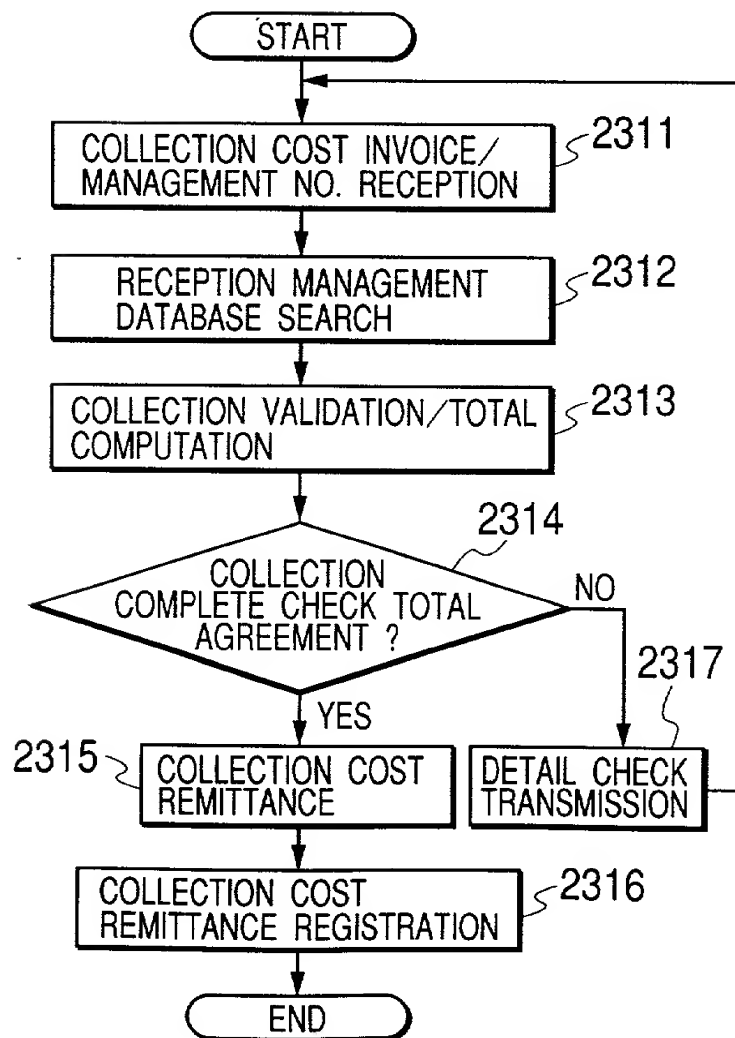 START
COLLECTION COST INVOICE/
MANAGEMENT NO. RECEPTION
2311
RECEPTION MANAGEMENT
DATABASE SEARCH
2312
COLLECTION VALIDATION/TOTAL
COMPUTATION
2313
2314
COLLECTION
COMPLETE CHECK TOTAL
AGREEMENT ?
NO
YES
2317
2315
COLLECTION COST
REMITTANCE
DETAIL CHECK
TRANSMISSION
COLLECTION COST
REMITTANCE REGISTRATION
2316
END